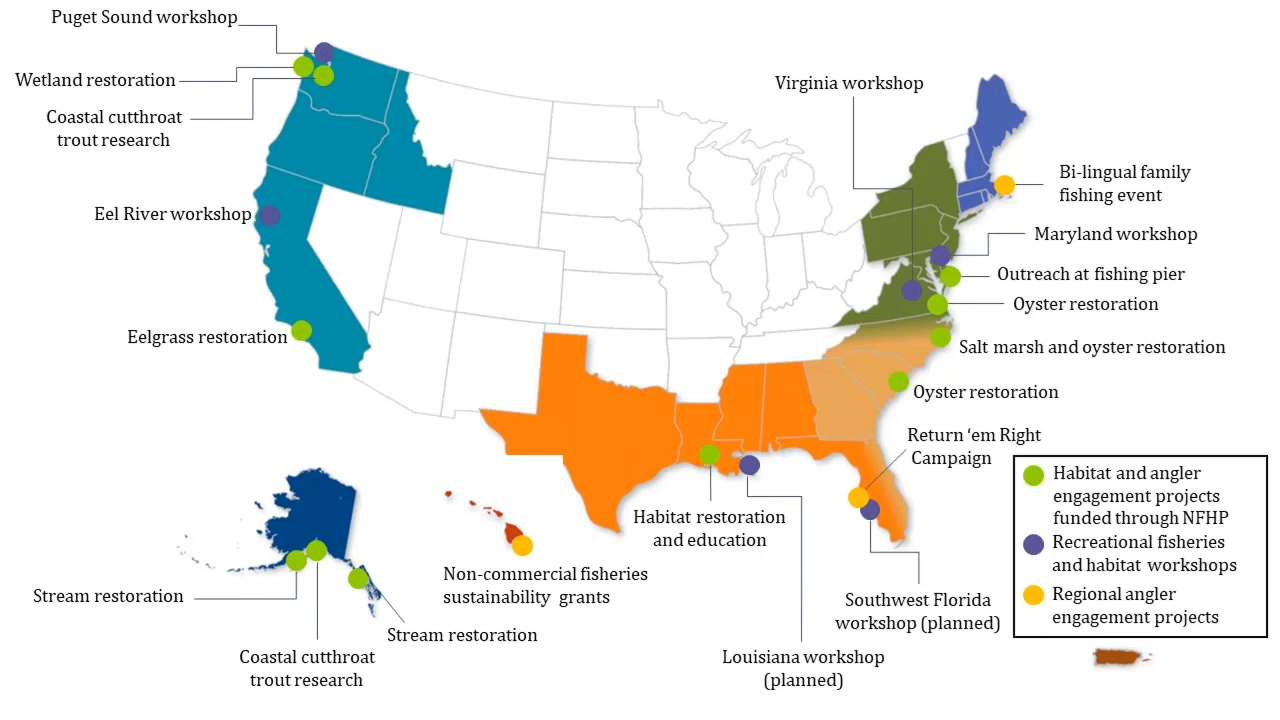 Puget Sound workshop
Wetland restoration
Coastal cutthroat
trout research
Eel River workshop
Eelgrass restoration
Virginia workshop
Bi-lingual family
fishing event
Maryland workshop
Outreach at fishing pier
Oyster restoration
Salt marsh and oyster restoration
Oyster restoration
Return ‘em Right
Campaign
Habitat and angler
engagement projects
funded through NFHP
Recreational fisheries
and habitat workshops
Regional angler
engagement projects
Habitat restoration
and education
Non-commercial fisheries
sustainability grants
Southwest Florida
workshop (planned)
Louisiana workshop
(planned)
Stream restoration
Stream restoration
Coastal cutthroat
trout research